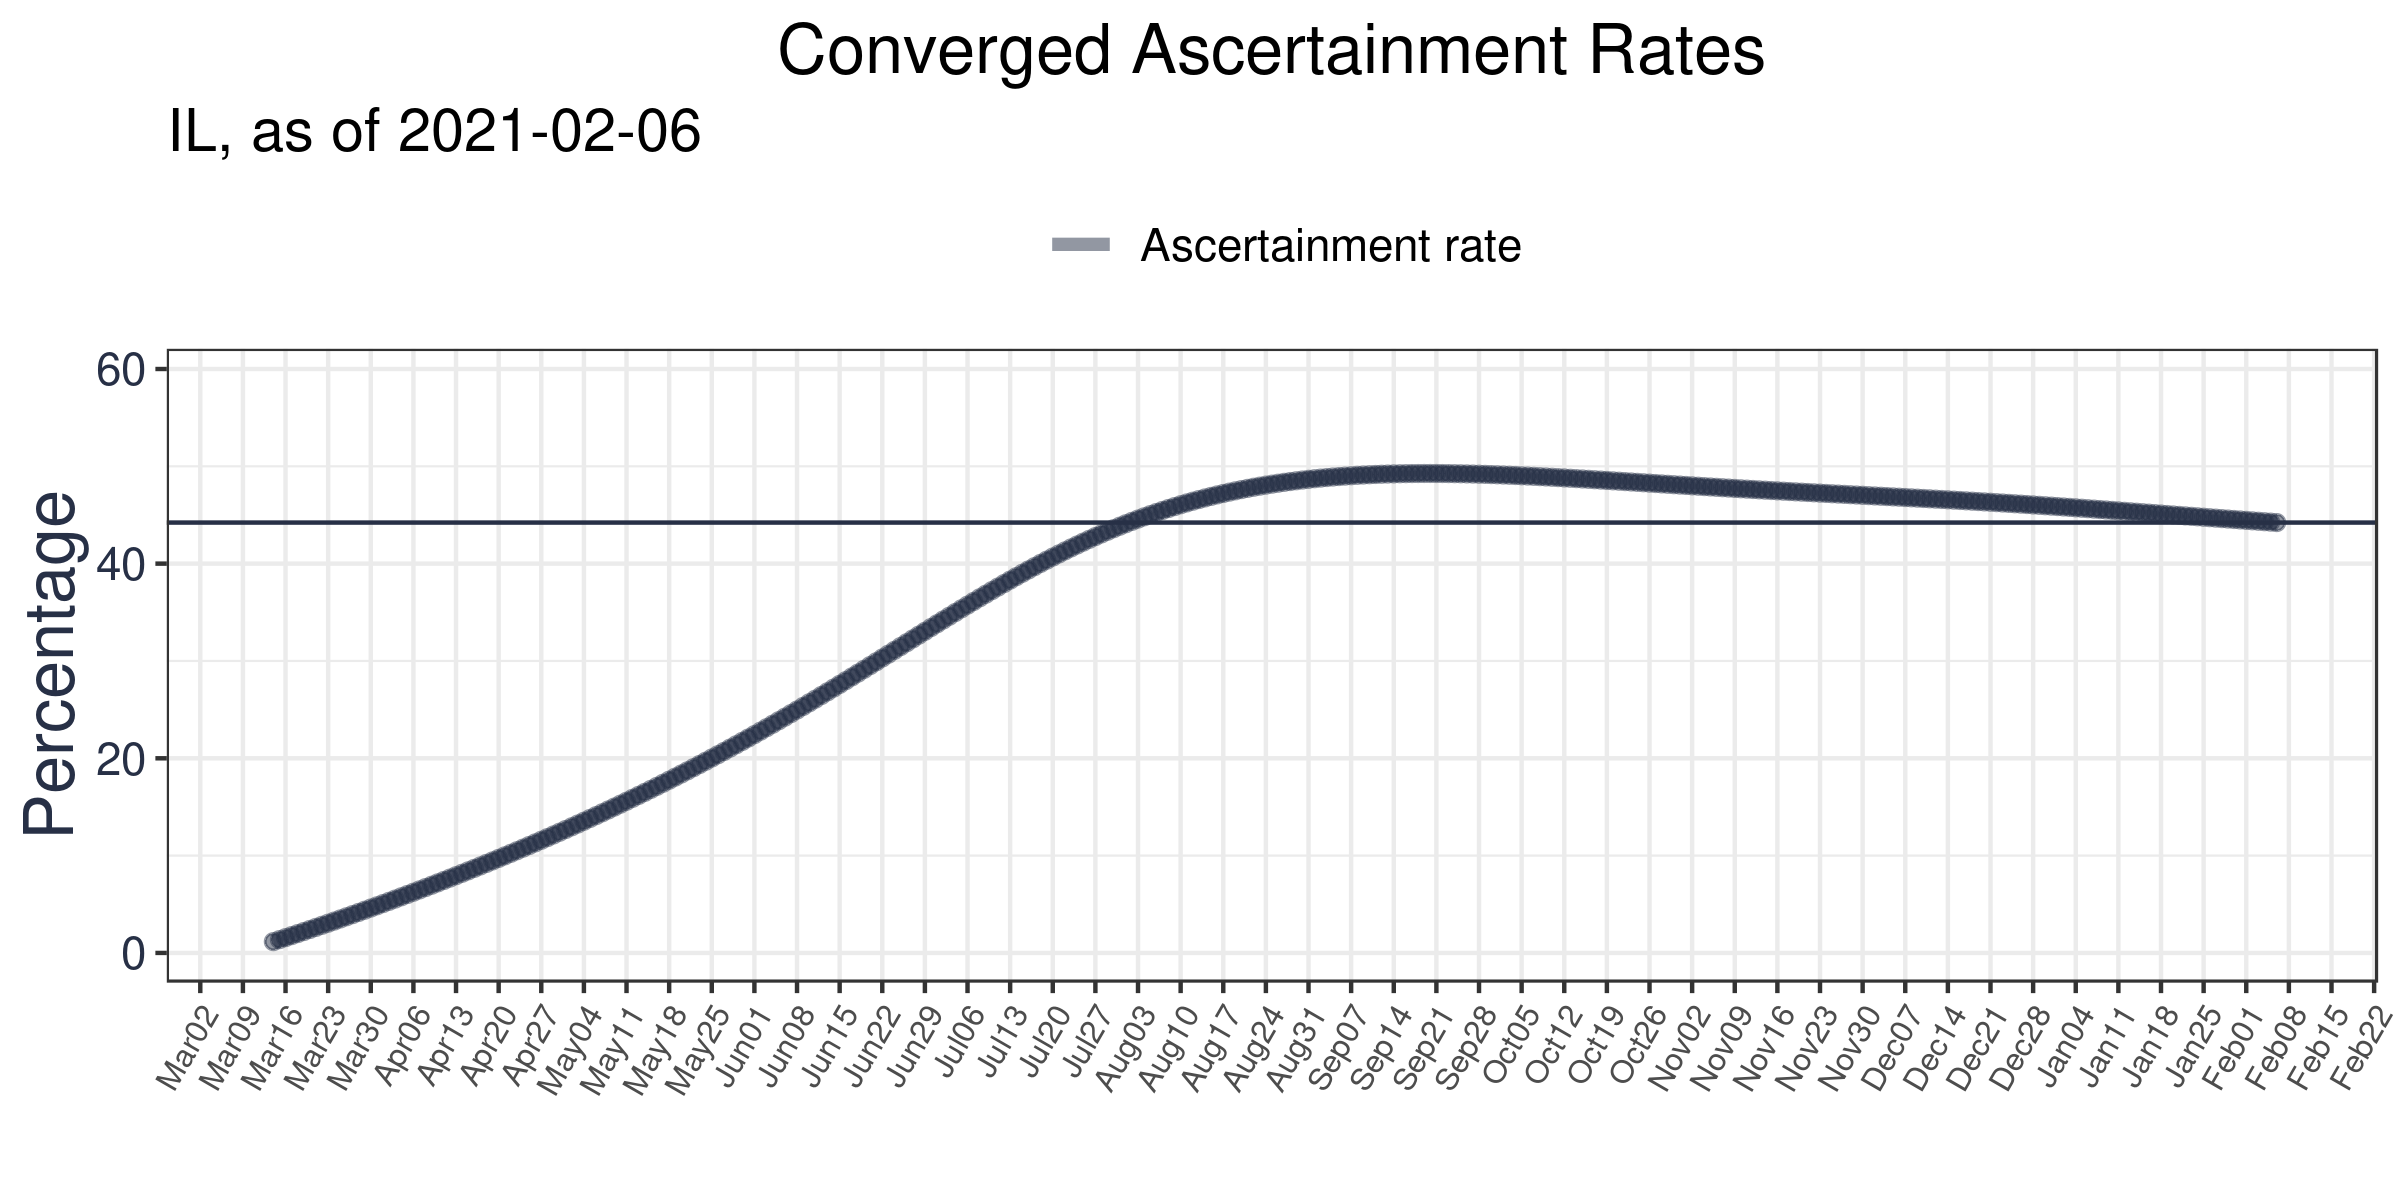 Converged Ascertainment Rates
IL, as of 2021-02-06
Ascertainment rate
Percentage
60
40
20
0
Mar02
Mar09
Mar16
Mar23
Mar30
Apr06
Apr13
Apr20
Apr27
May04
May11
May18
May25
Jun01
Jun08
Jun15
Jun22
Jun29
Jul06
Jul13
Jul20
Jul27
Aug03
Aug10
Aug17
Aug24
Aug31
Sep07
Sep14
Sep21
Sep28
Oct05
Oct12
Oct19
Oct26
Nov02
Nov09
Nov16
Nov23
Nov30
Dec07
Dec14
Dec21
Dec28
Jan04
Jan11
Jan18
Jan25
Feb01
Feb08
Feb15
Feb22